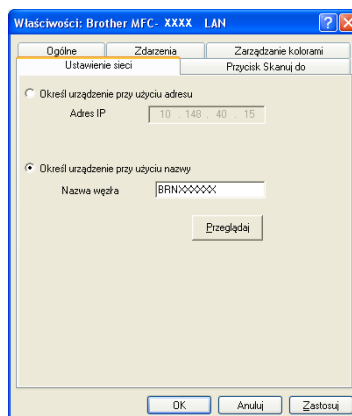 Właściwości: Brother MFC- XXXX LAN
Ogólne Zdarzenia Zarządzanie kolorami
Ustawienie sieci Przycisk Skanuj do
Określ urządzenie przy użyciu adresu
Adres IP 10 . 148 . 40 . 15
Określ urządzenie przy użyciu nazwy
Nazwa węzła BRNXXXXXX
Przeglądaj
OK Anuluj Zastosuj